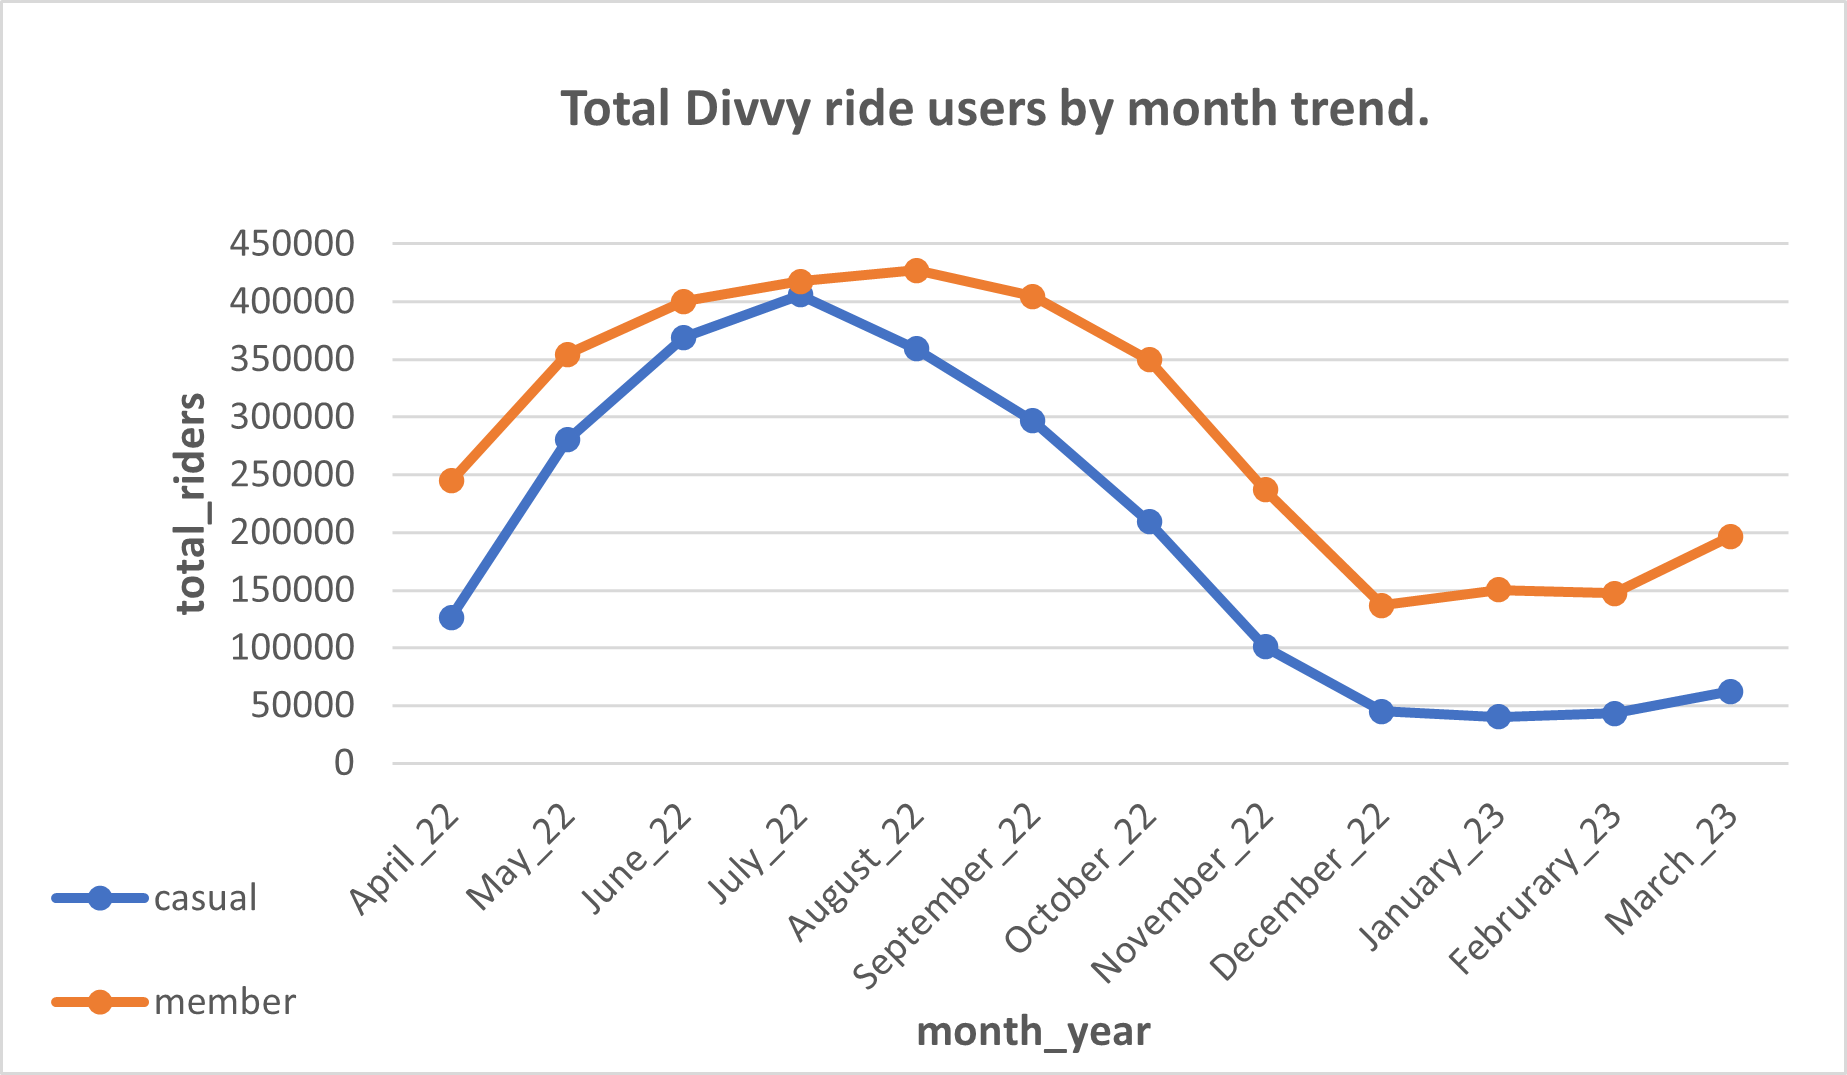 Total Divvy ride users by month trend.
total_riders
450000
400000
350000
300000
250000
200000
150000
100000
50000
0
April_22
May_22
June_22
July_22
August_22
September_22
October_22
November_22
December_22
January_23
Februrary_23
March_23
month_year
casual
member